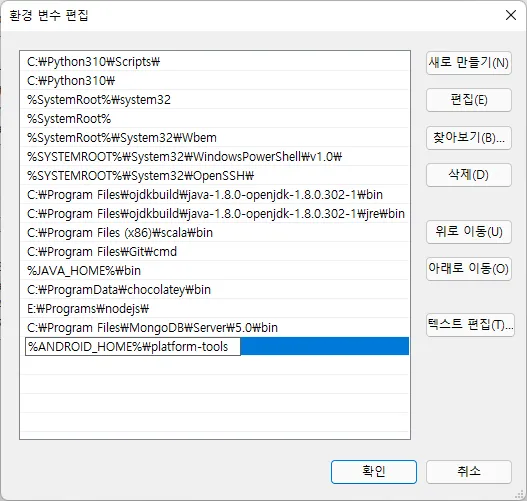 환경 변수 편집
C:₩Python310₩Scripts₩
C:₩Python310₩
%SystemRoot%₩system32
%SystemRoot%
%SystemRoot%₩System32₩Wbem
%SYSTEMROOT%₩System32₩WindowsPowerShell₩v1.0₩
%SYSTEMROOT%₩System32₩OpenSSH₩
C:₩Program Files₩ojdkbuild₩java-1.8.0-openjdk-1.8.0.302-1₩bin
C:₩Program Files₩ojdkbuild₩java-1.8.0-openjdk-1.8.0.302-1₩jre₩bin
C:₩Program Files (x86)₩scala₩bin
C:₩Program Files₩Git₩cmd
%JAVA_HOME%₩bin
C:₩ProgramData₩chocolatey₩bin
E:₩Programs₩nodejs₩
C:₩Program Files₩MongoDB₩Server₩5.0₩bin
%ANDROID_HOME%₩platform-tools
새로 만들기(N)
편집(E)
찾아보기(B)...
삭제(D)
위로 이동(U)
아래로 이동(O)
텍스트 편집(T)...
확인
취소